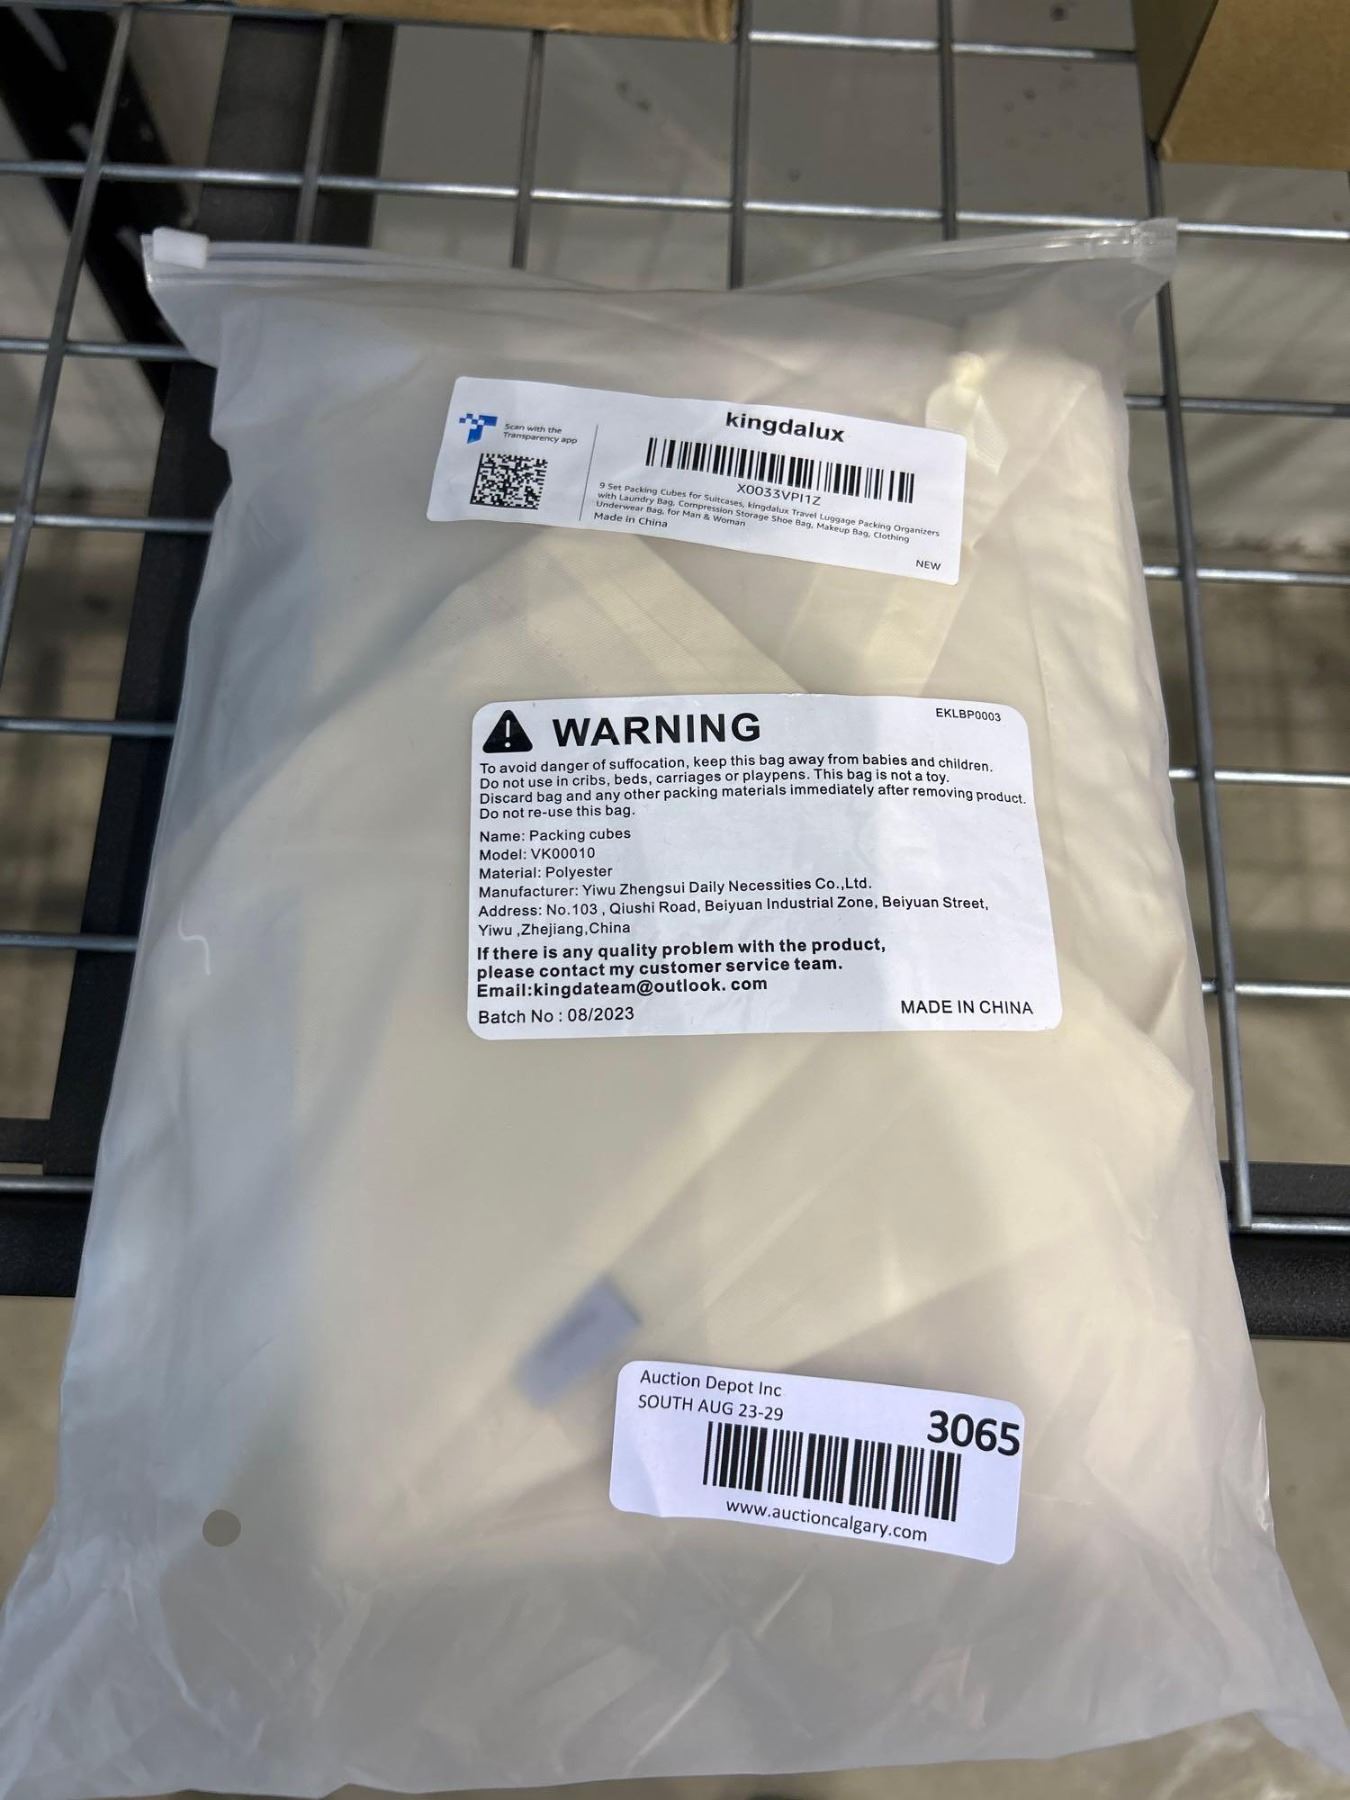 Scan with the
Transparency app
kingdalux
X0033VPI1Z
9 Set Packing Cubes for Suitcases, kingdalux Travel Luggage Packing Organizers
with Laundry Bag, Compression Storage Shoe Bag, Makeup Bag, Clothing
Underwear Bag, for Man & Woman
Made in China
NEW
WARNING
EKLBP0003
To avoid danger of suffocation, keep this bag away from babies and children.
Do not use in cribs, beds, carriages or playpens. This bag is not a toy.
Discard bag and any other packing materials immediately after removing product.
Do not re-use this bag.
Name: Packing cubes
Model: VK00010
Material: Polyester
Manufacturer: Yiwu Zhengsui Daily Necessities Co.,Ltd.
Address: No.103 , Qiushi Road, Beiyuan Industrial Zone, Beiyuan Street,
Yiwu ,Zhejiang,China
If there is any quality problem with the product,
please contact my customer service team.
Email:kingdateam@outlook. com
Batch No : 08/2023
MADE IN CHINA
Auction Depot Inc
SOUTH AUG 23-29
3065
www.auctioncalgary.com